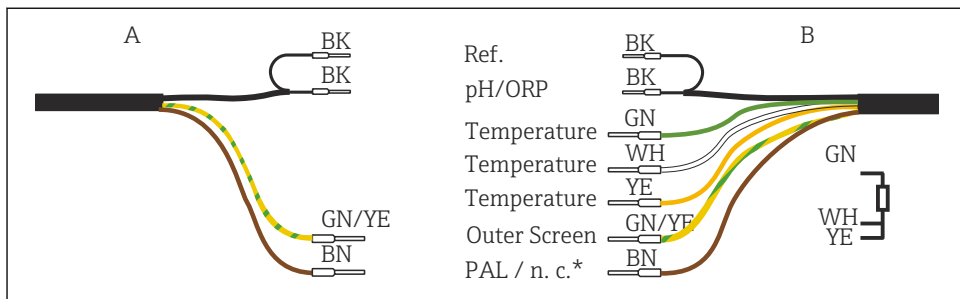 A
BK
BK
GN/YE
BN
Ref.
pH/ORP
Temperature
Temperature
Temperature
Outer Screen
PAL / n. c.*
B
BK
BK
GN
WH
YE
GN/YE
BN
GN
WH
YE